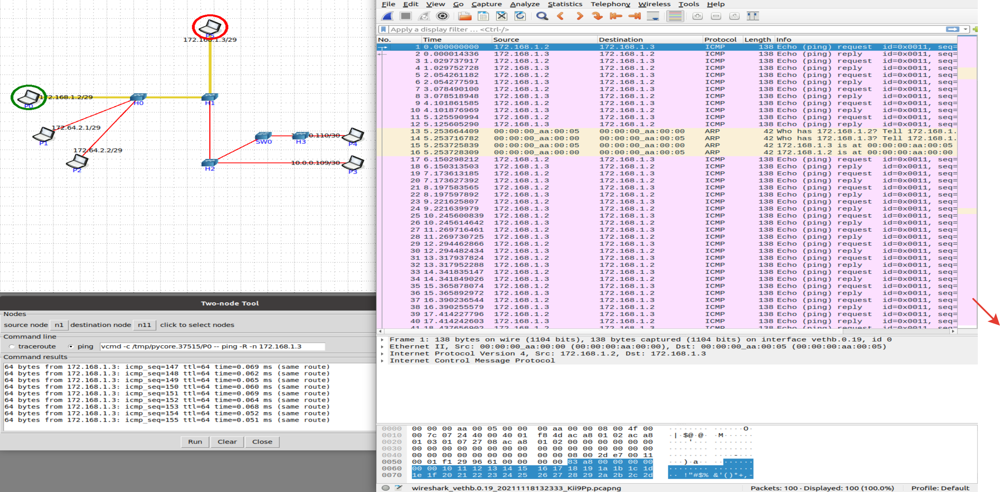 P5
172.168.1.3/29
172.168.1.2/29
P0
H0
H1
172.64.2.1/29
P1
172.64.2.2/29
P2
SW0
H3
0.110/30
P4
H2
10.0.0.109/30
P3
Two-node Tool
Nodes
source node n1 destination node n11 click to select nodes
Command line
traceroute ping vcmd -c /tmp/pycore.37515/P0 -- ping -R -n 172.168.1.3
Command results
64 bytes from 172.168.1.3: icmp_seq=147 ttl=64 time=0.069 ms (same route)
64 bytes from 172.168.1.3: icmp_seq=148 ttl=64 time=0.062 ms (same route)
64 bytes from 172.168.1.3: icmp_seq=149 ttl=64 time=0.065 ms (same route)
64 bytes from 172.168.1.3: icmp_seq=150 ttl=64 time=0.060 ms (same route)
64 bytes from 172.168.1.3: icmp_seq=151 ttl=64 time=0.069 ms (same route)
64 bytes from 172.168.1.3: icmp_seq=152 ttl=64 time=0.064 ms (same route)
64 bytes from 172.168.1.3: icmp_seq=153 ttl=64 time=0.068 ms (same route)
64 bytes from 172.168.1.3: icmp_seq=154 ttl=64 time=0.052 ms (same route)
64 bytes from 172.168.1.3: icmp_seq=155 ttl=64 time=0.051 ms (same route)
Run Clear Close
File Edit View Go Capture Analyze Statistics Telephony Wireless Tools Help
Apply a display filter ... <Ctrl-/>
No. Time Source Destination Protocol Length Info
1 0.000000000 172.168.1.2 172.168.1.3 ICMP 138 Echo (ping) request id=0x0011, seq=
2 0.000014336 172.168.1.3 172.168.1.2 ICMP 138 Echo (ping) reply id=0x0011, seq=
3 1.029737917 172.168.1.2 172.168.1.3 ICMP 138 Echo (ping) request id=0x0011, seq=
4 1.029752728 172.168.1.3 172.168.1.2 ICMP 138 Echo (ping) reply id=0x0011, seq=
5 2.054261182 172.168.1.2 172.168.1.3 ICMP 138 Echo (ping) request id=0x0011, seq=
6 2.054277591 172.168.1.3 172.168.1.2 ICMP 138 Echo (ping) reply id=0x0011, seq=
7 3.078490100 172.168.1.2 172.168.1.3 ICMP 138 Echo (ping) request id=0x0011, seq=
8 3.078518948 172.168.1.3 172.168.1.2 ICMP 138 Echo (ping) reply id=0x0011, seq=
9 4.101861585 172.168.1.2 172.168.1.3 ICMP 138 Echo (ping) request id=0x0011, seq=
10 4.101876969 172.168.1.3 172.168.1.2 ICMP 138 Echo (ping) reply id=0x0011, seq=
11 5.125590994 172.168.1.2 172.168.1.3 ICMP 138 Echo (ping) request id=0x0011, seq=
12 5.125605290 172.168.1.3 172.168.1.2 ICMP 138 Echo (ping) reply id=0x0011, seq=
13 5.253664409 00:00:00_aa:00:05 00:00:00_aa:00:00 ARP 42 Who has 172.168.1.2? Tell 172.168.1.
14 5.253716782 00:00:00_aa:00:00 00:00:00_aa:00:05 ARP 42 Who has 172.168.1.3? Tell 172.168.1.
15 5.253725839 00:00:00_aa:00:05 00:00:00_aa:00:00 ARP 42 172.168.1.3 is at 00:00:00:aa:00:05
16 5.253728309 00:00:00_aa:00:00 00:00:00_aa:00:05 ARP 42 172.168.1.2 is at 00:00:00:aa:00:00
17 6.150298212 172.168.1.2 172.168.1.3 ICMP 138 Echo (ping) request id=0x0011, seq=
18 6.150313503 172.168.1.3 172.168.1.2 ICMP 138 Echo (ping) reply id=0x0011, seq=
19 7.173613185 172.168.1.2 172.168.1.3 ICMP 138 Echo (ping) request id=0x0011, seq=
20 7.173627392 172.168.1.3 172.168.1.2 ICMP 138 Echo (ping) reply id=0x0011, seq=
21 8.197583565 172.168.1.2 172.168.1.3 ICMP 138 Echo (ping) request id=0x0011, seq=
22 8.197597892 172.168.1.3 172.168.1.2 ICMP 138 Echo (ping) reply id=0x0011, seq=
23 9.221625807 172.168.1.2 172.168.1.3 ICMP 138 Echo (ping) request id=0x0011, seq=
24 9.221639979 172.168.1.3 172.168.1.2 ICMP 138 Echo (ping) reply id=0x0011, seq=
25 10.245600839 172.168.1.2 172.168.1.3 ICMP 138 Echo (ping) request id=0x0011, seq=
26 10.245614642 172.168.1.3 172.168.1.2 ICMP 138 Echo (ping) reply id=0x0011, seq=
27 11.269716461 172.168.1.2 172.168.1.3 ICMP 138 Echo (ping) request id=0x0011, seq=
28 11.269730725 172.168.1.3 172.168.1.2 ICMP 138 Echo (ping) reply id=0x0011, seq=
29 12.294462866 172.168.1.2 172.168.1.3 ICMP 138 Echo (ping) request id=0x0011, seq=
30 12.294482434 172.168.1.3 172.168.1.2 ICMP 138 Echo (ping) reply id=0x0011, seq=
31 13.317937824 172.168.1.2 172.168.1.3 ICMP 138 Echo (ping) request id=0x0011, seq=
32 13.317952288 172.168.1.3 172.168.1.2 ICMP 138 Echo (ping) reply id=0x0011, seq=
33 14.341835147 172.168.1.2 172.168.1.3 ICMP 138 Echo (ping) request id=0x0011, seq=
34 14.341849026 172.168.1.3 172.168.1.2 ICMP 138 Echo (ping) reply id=0x0011, seq=
35 15.365878074 172.168.1.2 172.168.1.3 ICMP 138 Echo (ping) request id=0x0011, seq=
36 15.365892972 172.168.1.3 172.168.1.2 ICMP 138 Echo (ping) reply id=0x0011, seq=
37 16.390236544 172.168.1.2 172.168.1.3 ICMP 138 Echo (ping) request id=0x0011, seq=
38 16.390255579 172.168.1.3 172.168.1.2 ICMP 138 Echo (ping) reply id=0x0011, seq=
39 17.414227796 172.168.1.2 172.168.1.3 ICMP 138 Echo (ping) request id=0x0011, seq=
40 17.414242603 172.168.1.3 172.168.1.2 ICMP 138 Echo (ping) reply id=0x0011, seq=
41 18.437656902 172.168.1.2 172.168.1.3 ICMP 138 Echo (ping) request id=0x0011, seq=
Frame 1: 138 bytes on wire (1104 bits), 138 bytes captured (1104 bits) on interface vethb.0.19, id 0
Ethernet II, Src: 00:00:00_aa:00:00 (00:00:00:aa:00:00), Dst: 00:00:00_aa:00:05 (00:00:00:aa:00:05)
Internet Protocol Version 4, Src: 172.168.1.2, Dst: 172.168.1.3
Internet Control Message Protocol
0000 00 00 00 aa 00 05 00 00 00 aa 00 00 08 00 4f 00 ········ ······O·
0010 00 7c 07 24 40 00 40 01 f8 4d ac a8 01 02 ac a8 ·|·$@·@· ·M······
0020 01 03 01 07 27 08 ac a8 01 02 00 00 00 00 00 00 ····'··· ········
0030 00 00 00 00 00 00 00 00 00 00 00 00 00 00 00 00 ········ ········
0040 00 00 00 00 00 00 00 00 00 00 08 00 2d e7 00 11 ········ ····-···
0050 00 01 f1 29 96 61 00 00 00 00 83 a8 00 00 00 00 ···)·a·· ········
0060 00 00 10 11 12 13 14 15 16 17 18 19 1a 1b 1c 1d ········ ········
0070 1e 1f 20 21 22 23 24 25 26 27 28 29 2a 2b 2c 2d ·· !"#$% &'()*+,-
wireshark_vethb.0.19_20211118132333_Kii9Pp.pcapng Packets: 100 · Displayed: 100 (100.0%) Profile: Default